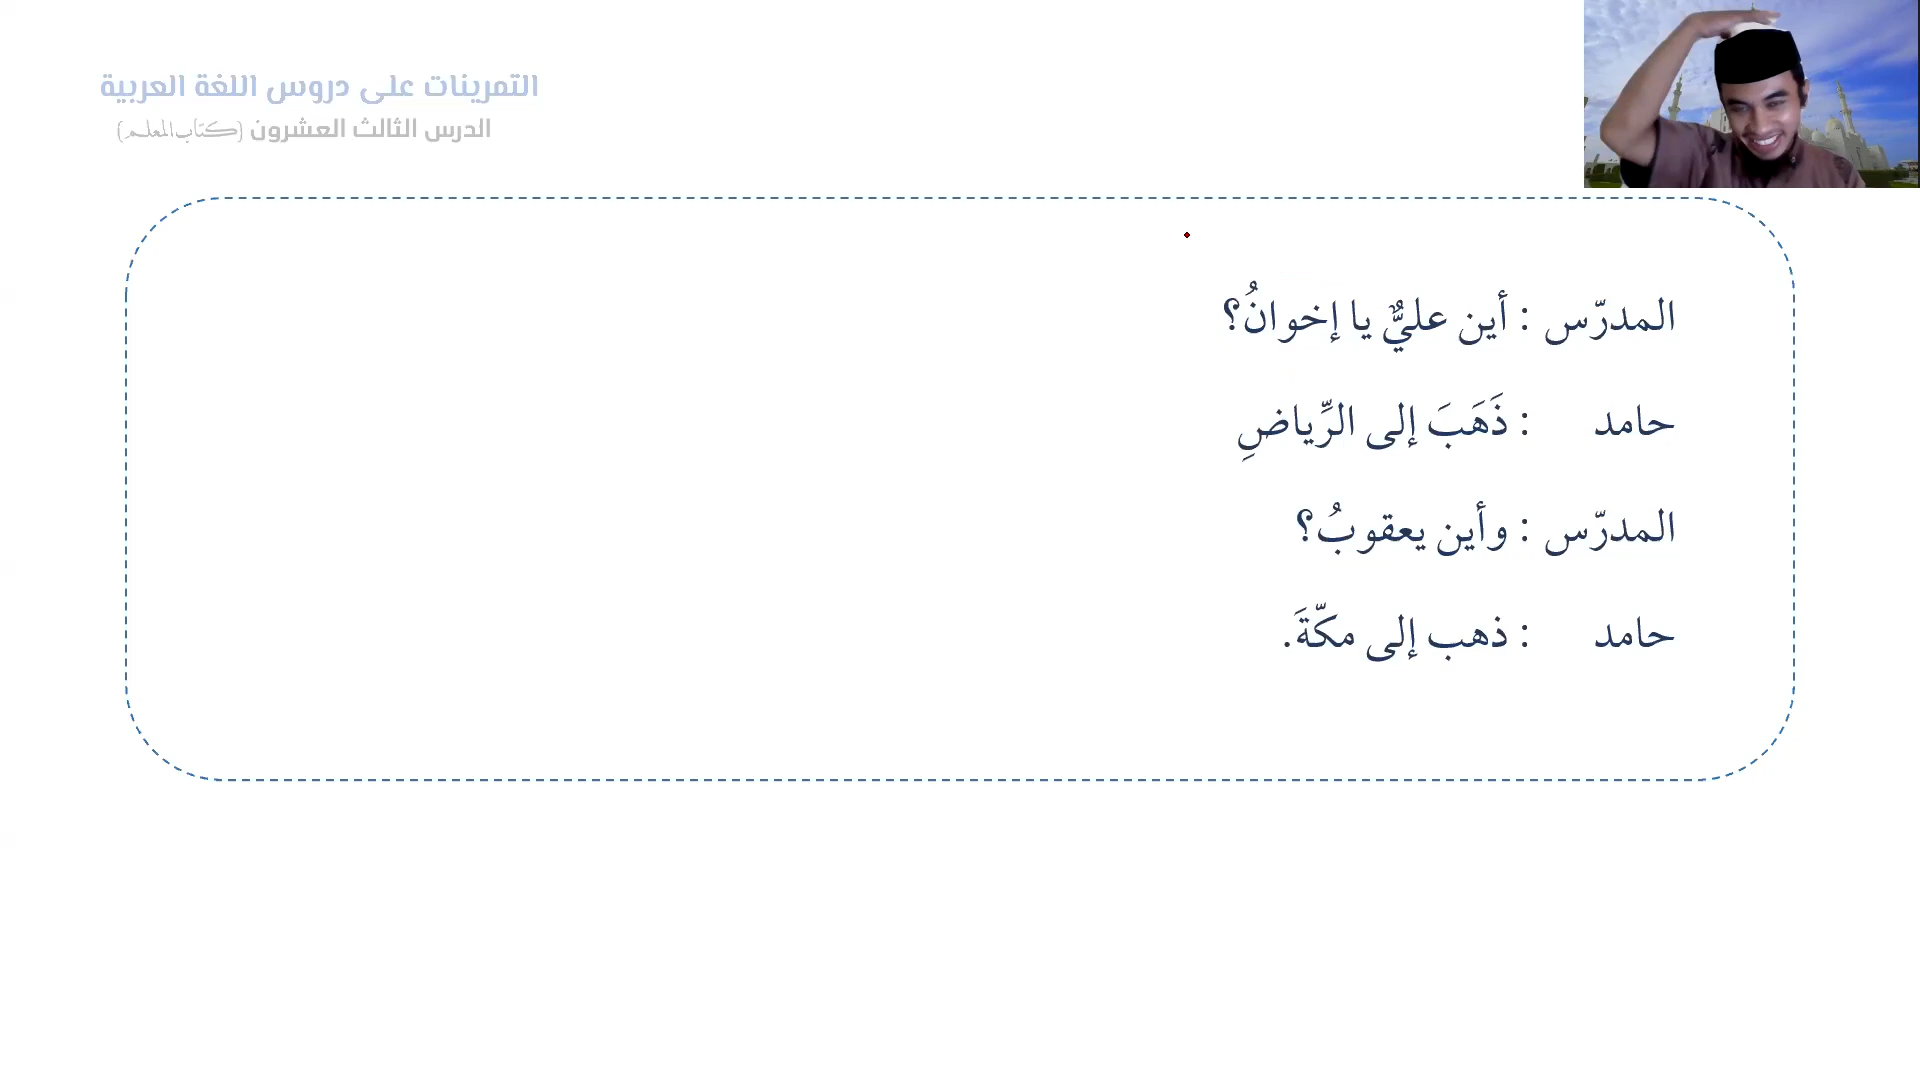 التمرينات على دروس اللغة العربية
الدرس الثالث العشرون (كتاب المعلم)
المدرّس : أين عليٌّ يا إخوانُ؟
حامد : ذَهَبَ إلى الرِّياضِ
المدرّس : وأين يعقوبُ؟
حامد : ذهب إلى مكّةَ.